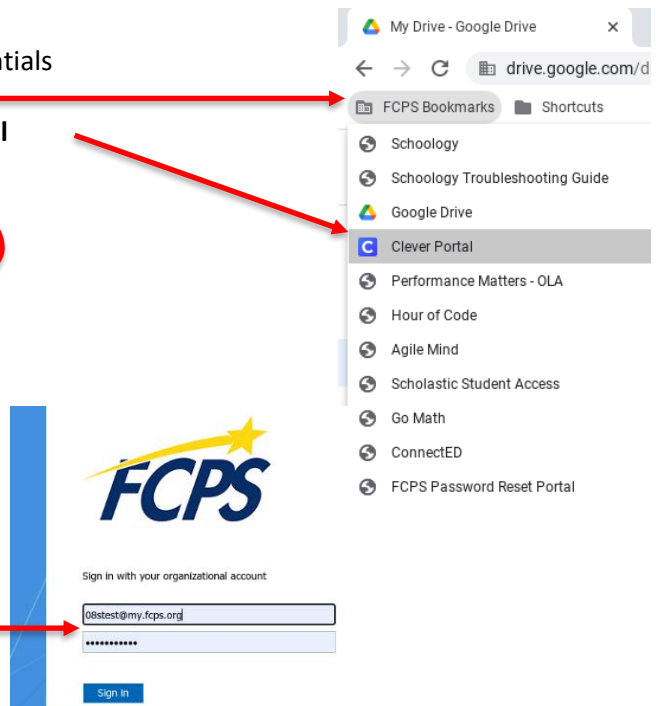 My Drive - Google Drive
ntials
drive.google.com/d
FCPS Bookmarks Shortcuts
l
Schoology
Schoology Troubleshooting Guide
Google Drive
C Clever Portal
Performance Matters - OLA
Hour of Code
Agile Mind
Scholastic Student Access
Go Math
ConnectED
FCPS Password Reset Portal
FCPS
Sign in with your organizational account
08stest@my.fcps.org
•••••••••••
Sign in